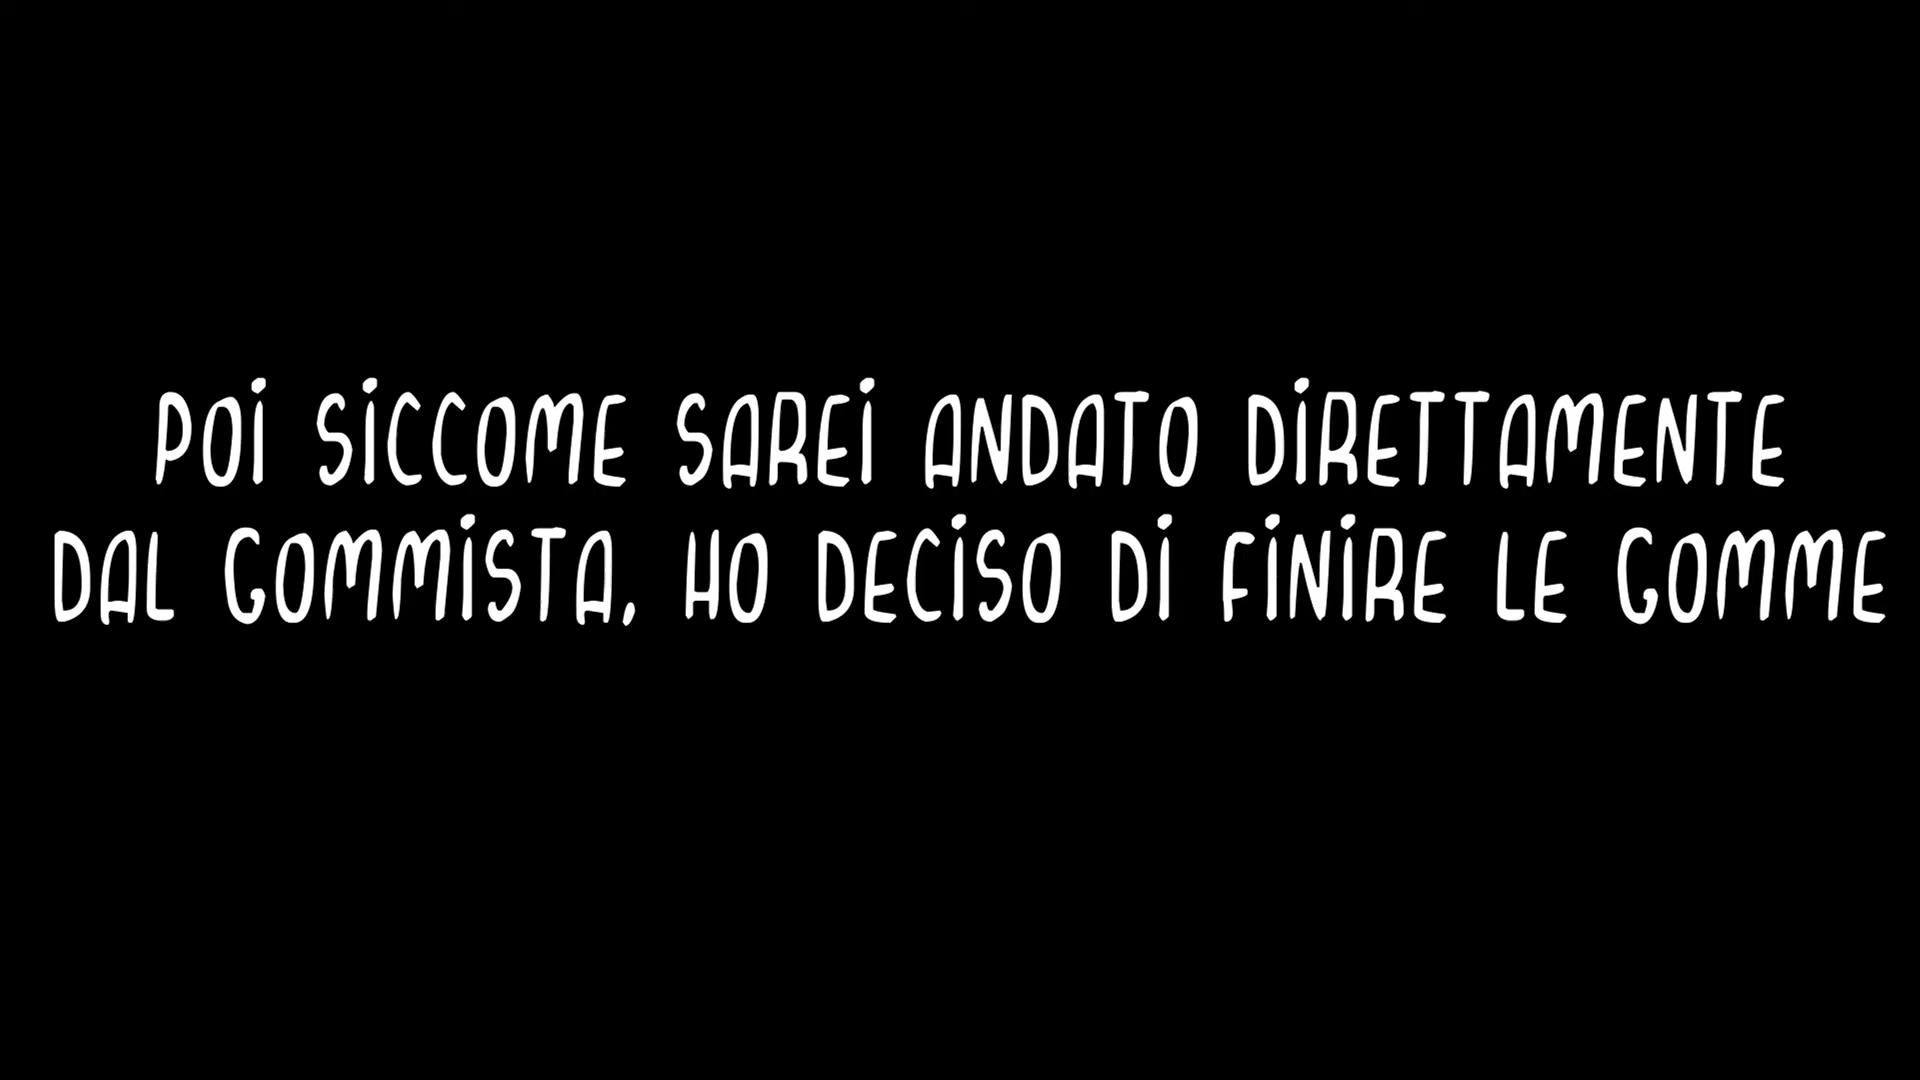 POI SICCOME SAREI ANDATO DIRETTAMENTE
DAL GOMMISTA, HO DECISO DI FINIRE LE GOMME